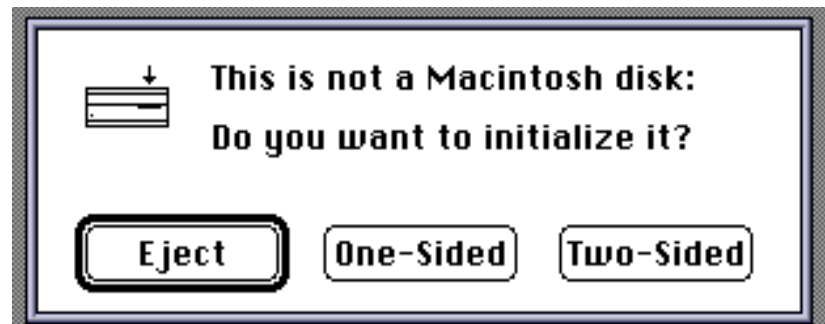 This is not a Macintosh disk:
Do you want to initialize it?
Eject
One-Sided
Two-Sided